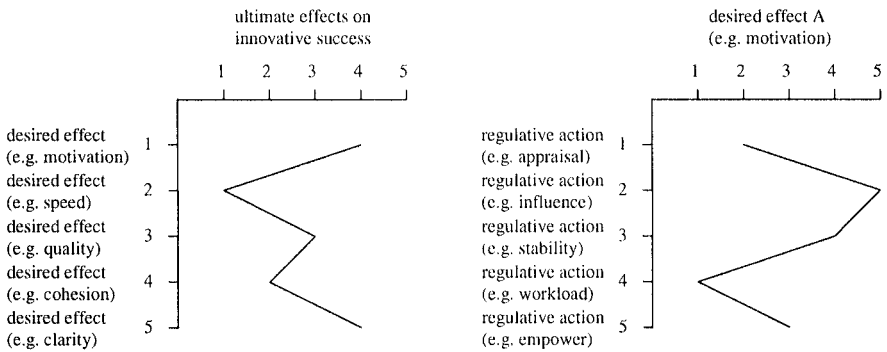 ultimate effects on
innovative success
1 2 3 4 5
desired effect
(e.g. motivation)
1
desired effect
(e.g. speed)
2
desired effect
(e.g. quality)
3
desired effect
(e.g. cohesion)
4
desired effect
(e.g. clarity)
5
desired effect A
(e.g. motivation)
1 2 3 4 5
regulative action
(e.g. appraisal)
1
regulative action
(e.g. influence)
2
regulative action
(e.g. stability)
3
regulative action
(e.g. workload)
4
regulative action
(e.g. empower)
5